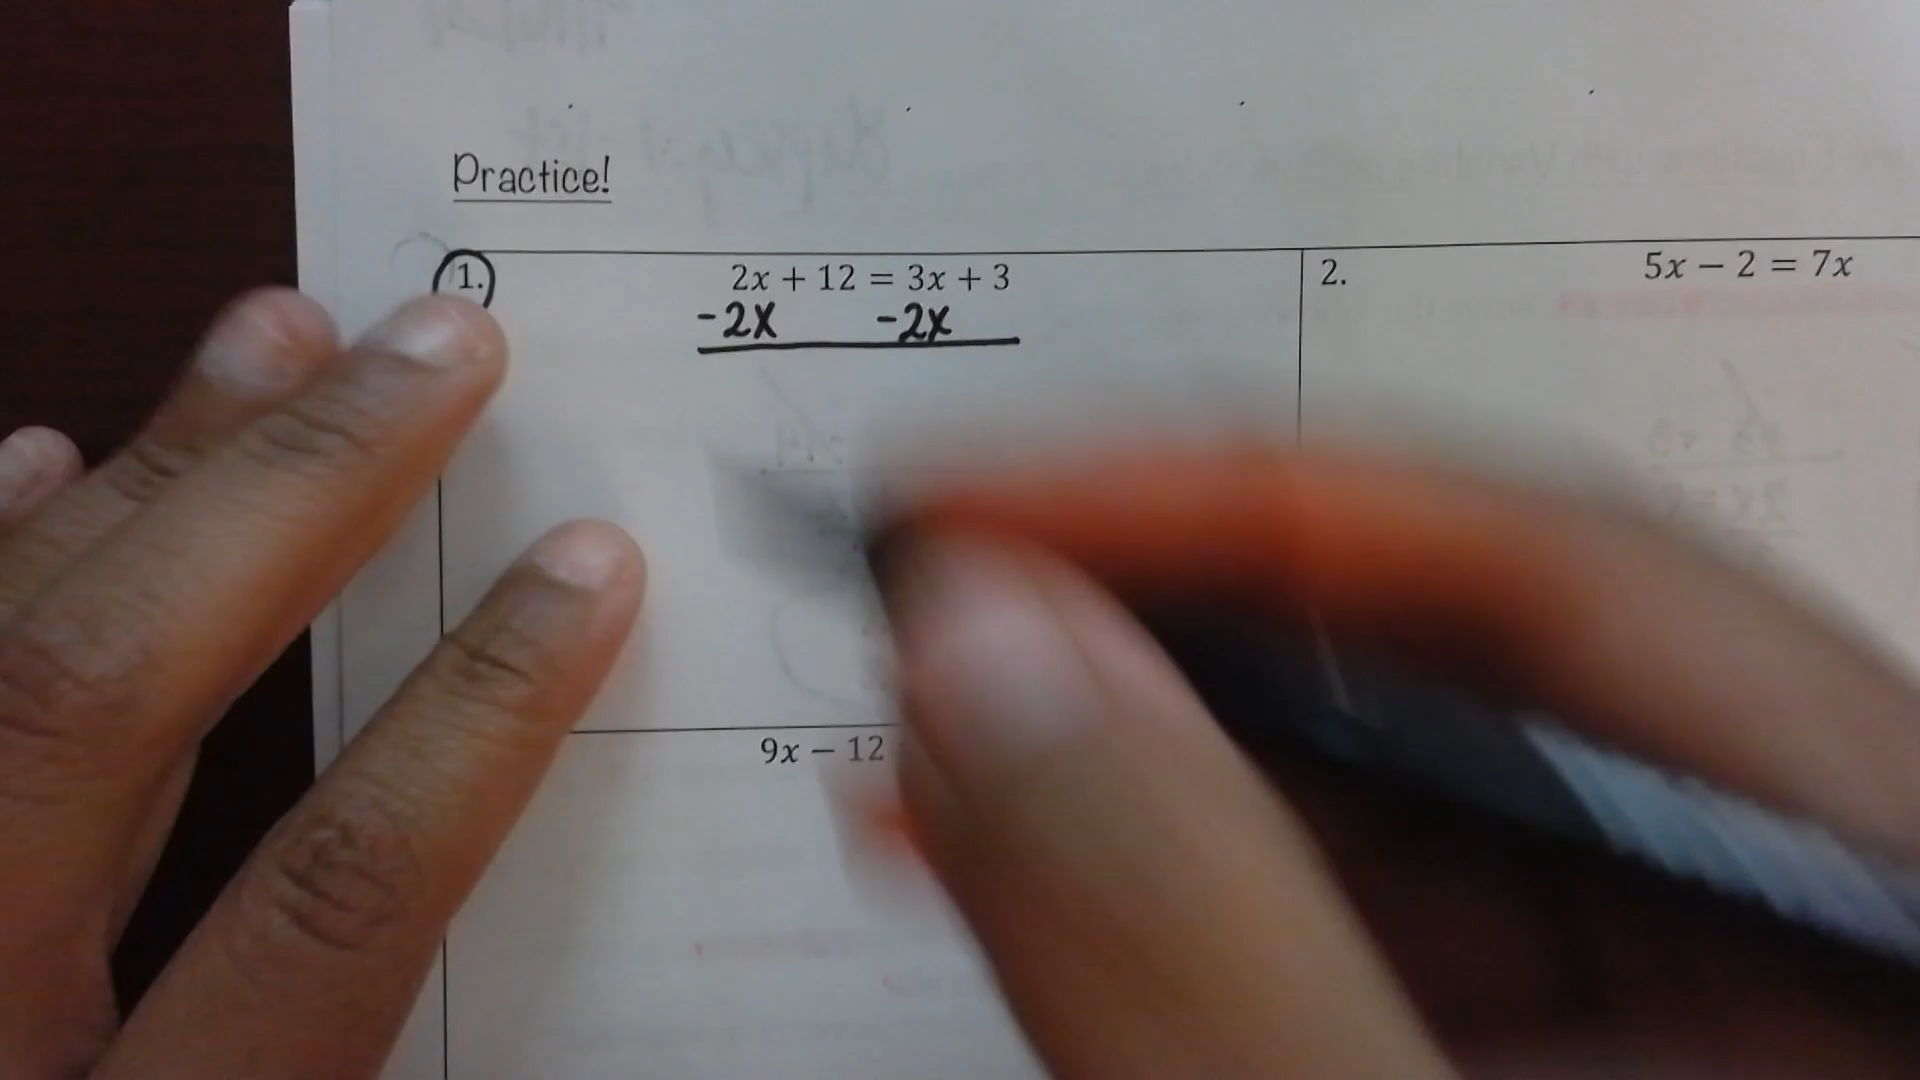 Practice!
1. 2x + 12 = 3x + 3
-2x -2x
2. 5x − 2 = 7x
9x − 12